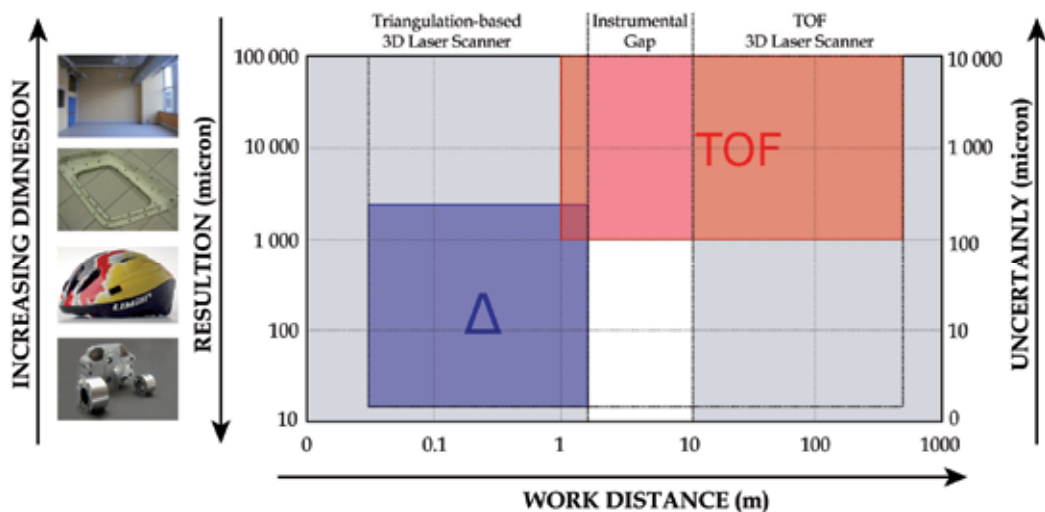 Triangulation-based
3D Laser Scanner
Instrumental
Gap
TOF
3D Laser Scanner
INCREASING DIMNESION
RESULTION (micron)
100 000
10 000
1 000
100
10
TOF
Δ
LIMAR
10 000
1 000
100
10
0
UNCERTAINLY (micron)
0
0.1
1
10
100
1000
WORK DISTANCE (m)